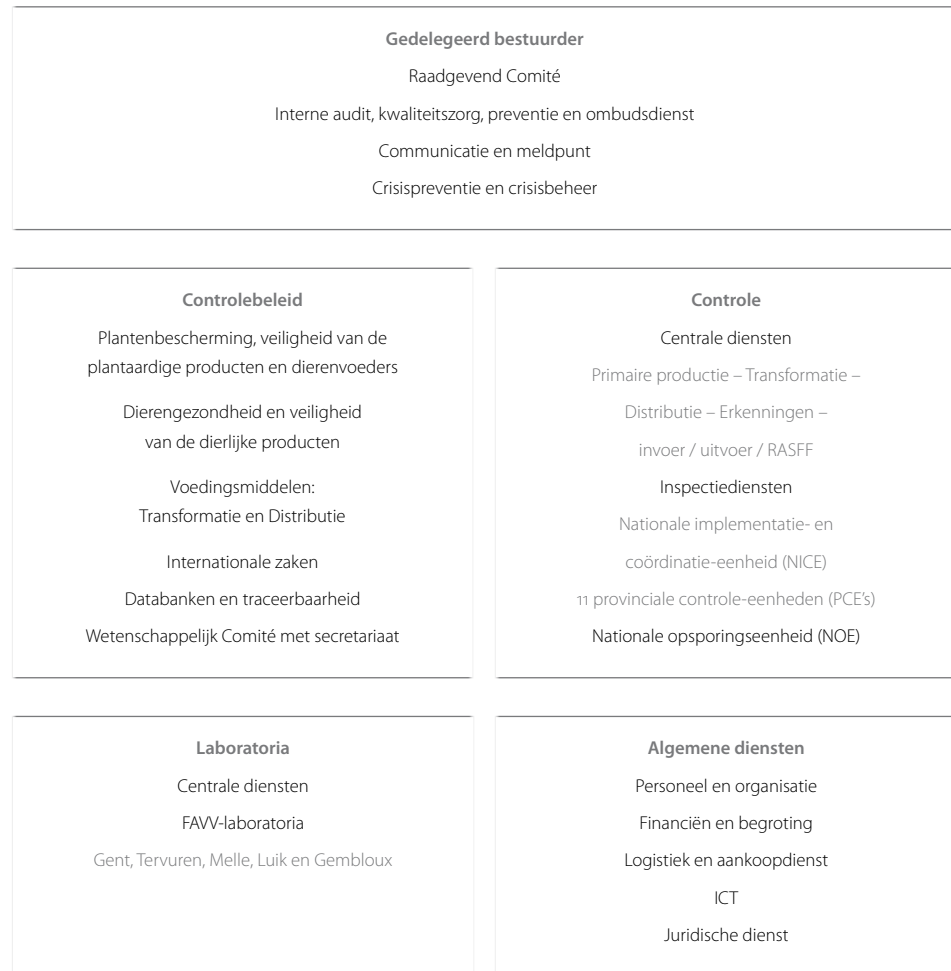 Gedelegeerd bestuurder
Raadgevend Comité
Interne audit, kwaliteitszorg, preventie en ombudsdienst
Communicatie en meldpunt
Crisispreventie en crisisbeheer
Controlebeleid
Plantenbescherming, veiligheid van de
plantaardige producten en dierenvoeders
Dierengezondheid en veiligheid
van de dierlijke producten
Voedingsmiddelen:
Transformatie en Distributie
Internationale zaken
Databanken en traceerbaarheid
Wetenschappelijk Comité met secretariaat
Controle
Centrale diensten
Primaire productie – Transformatie –
Distributie – Erkenningen –
invoer / uitvoer / RASFF
Inspectiediensten
Nationale implementatie- en
coördinatie-eenheid (NICE)
11 provinciale controle-eenheden (PCE's)
Nationale opsporingseenheid (NOE)
Laboratoria
Centrale diensten
FAVV-laboratoria
Gent, Tervuren, Melle, Luik en Gembloux
Algemene diensten
Personeel en organisatie
Financiën en begroting
Logistiek en aankoopdienst
ICT
Juridische dienst